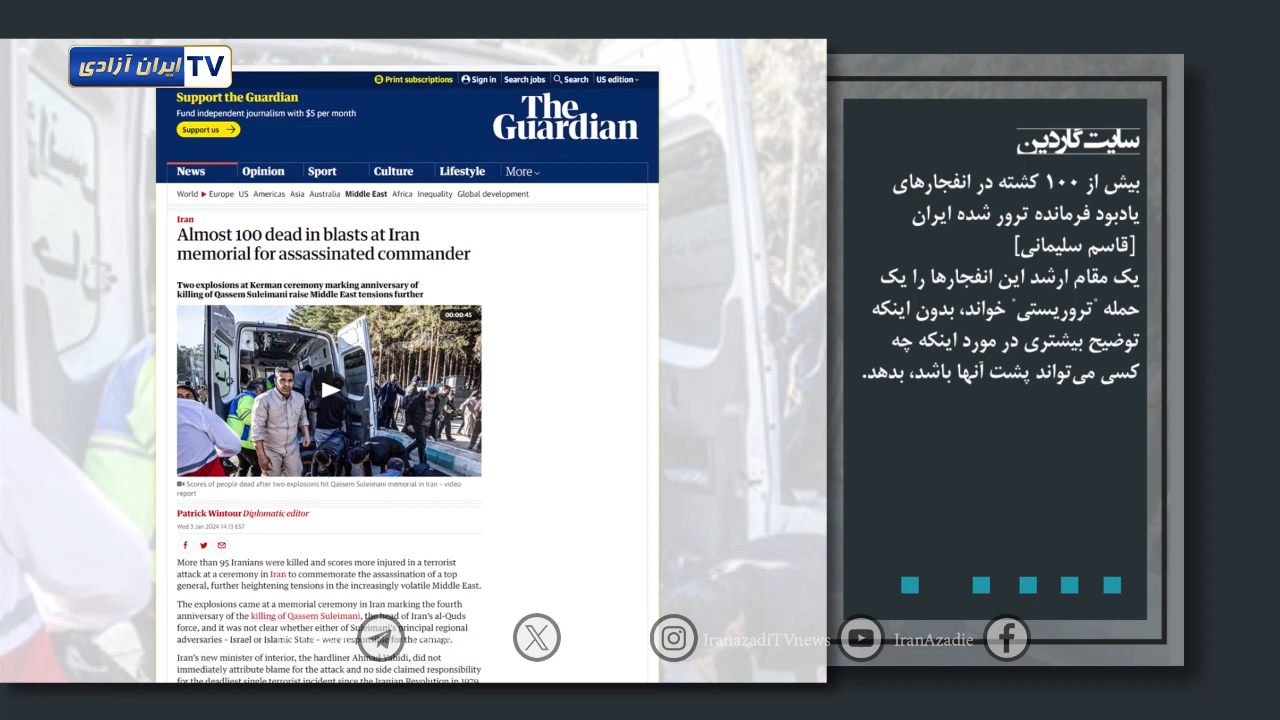 ایران آزادی TV
Print subscriptions Sign in Search jobs Search US edition
Support the Guardian
Fund independent journalism with $5 per month
Support us
The
Guardian
News Opinion Sport Culture Lifestyle More
World Europe US Americas Asia Australia Middle East Africa Inequality Global development
Iran
Almost 100 dead in blasts at Iran
memorial for assassinated commander
Two explosions at Kerman ceremony marking anniversary of
killing of Qassem Suleimani raise Middle East tensions further
00:00:45
Scores of people dead after two explosions hit Qassem Suleimani memorial in Iran – video
report
Patrick Wintour Diplomatic editor
Wed 3 Jan 2024 14.13 EST
More than 95 Iranians were killed and scores more injured in a terrorist
attack at a ceremony in Iran to commemorate the assassination of a top
general, further heightening tensions in the increasingly volatile Middle East.
The explosions came at a memorial ceremony in Iran marking the fourth
anniversary of the killing of Qassem Suleimani, the head of Iran's al-Quds
force, and it was not clear whether either of Suleimani's principal regional
adversaries – Israel or Islamic State – were responsible for the carnage.
Iran's new minister of interior, the hardliner Ahmad Vahidi, did not
immediately attribute blame for the attack and no side claimed responsibility
for the deadliest single terrorist incident since the Iranian Revolution in 1979
سایت گاردین
بیش از ۱۰۰ کشته در انفجارهای
یادبود فرمانده ترور شده ایران
[قاسم سلیمانی]
یک مقام ارشد این انفجارها را یک
حمله "تروریستی" خواند، بدون اینکه
توضیح بیشتری در مورد اینکه چه
کسی می‌تواند پشت آنها باشد، بدهد.
IranazadiTVnews IranAzadie